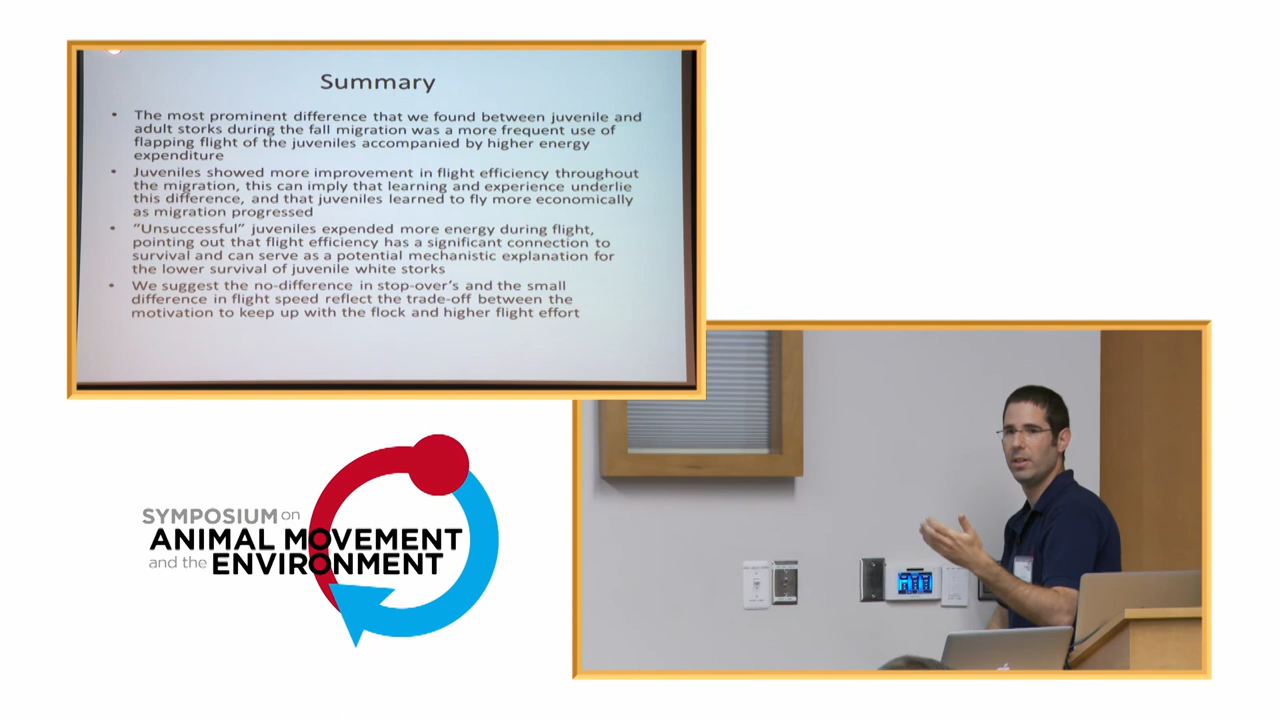 Summary
• The most prominent difference that we found between juvenile and
adult storks during the fall migration was a more frequent use of
flapping flight of the juveniles accompanied by higher energy
expenditure
• Juveniles showed more improvement in flight efficiency throughout
the migration, this can imply that learning and experience underlie
this difference, and that juveniles learned to fly more economically
as migration progressed
• "Unsuccessful" juveniles expended more energy during flight,
pointing out that flight efficiency has a significant connection to
survival and can serve as a potential mechanistic explanation for
the lower survival of juvenile white storks
• We suggest the no-difference in stop-over's and the small
difference in flight speed reflect the trade-off between the
motivation to keep up with the flock and higher flight effort
SYMPOSIUM on
ANIMAL MOVEMENT
and the ENVIRONMENT